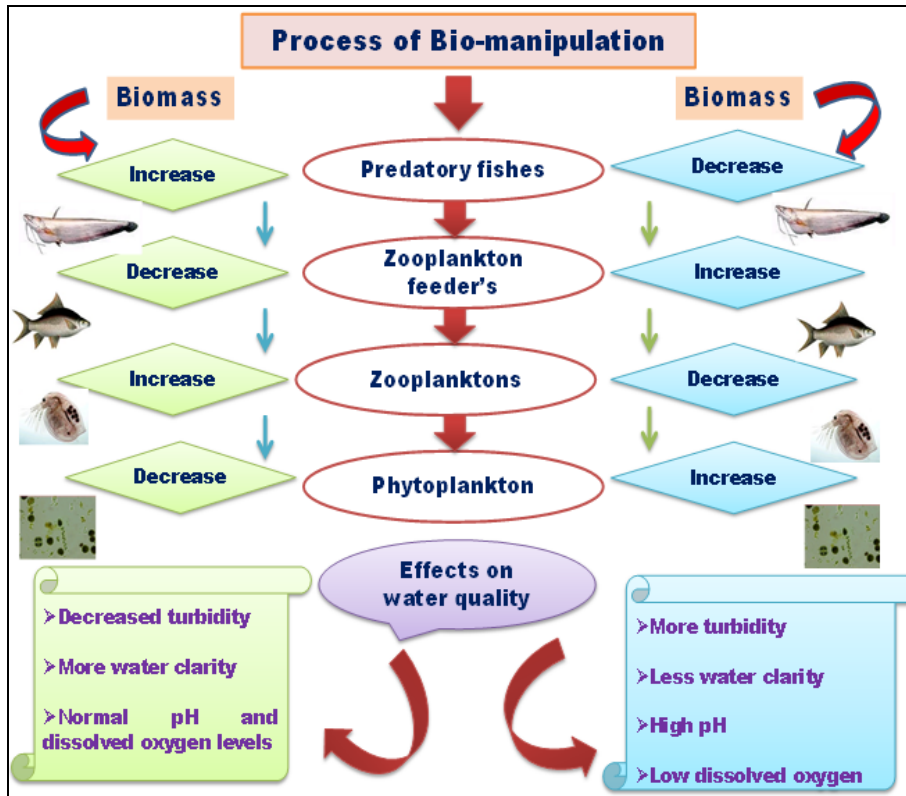 Process of Bio-manipulation
Biomass
Biomass
Increase
Predatory fishes
Decrease
Decrease
Zooplankton
feeder's
Increase
Increase
Zooplanktons
Decrease
Decrease
Phytoplankton
Increase
Effects on
water quality
➢Decreased turbidity
➢More water clarity
➢Normal pH and
dissolved oxygen levels
➢More turbidity
➢Less water clarity
➢High pH
➢Low dissolved oxygen